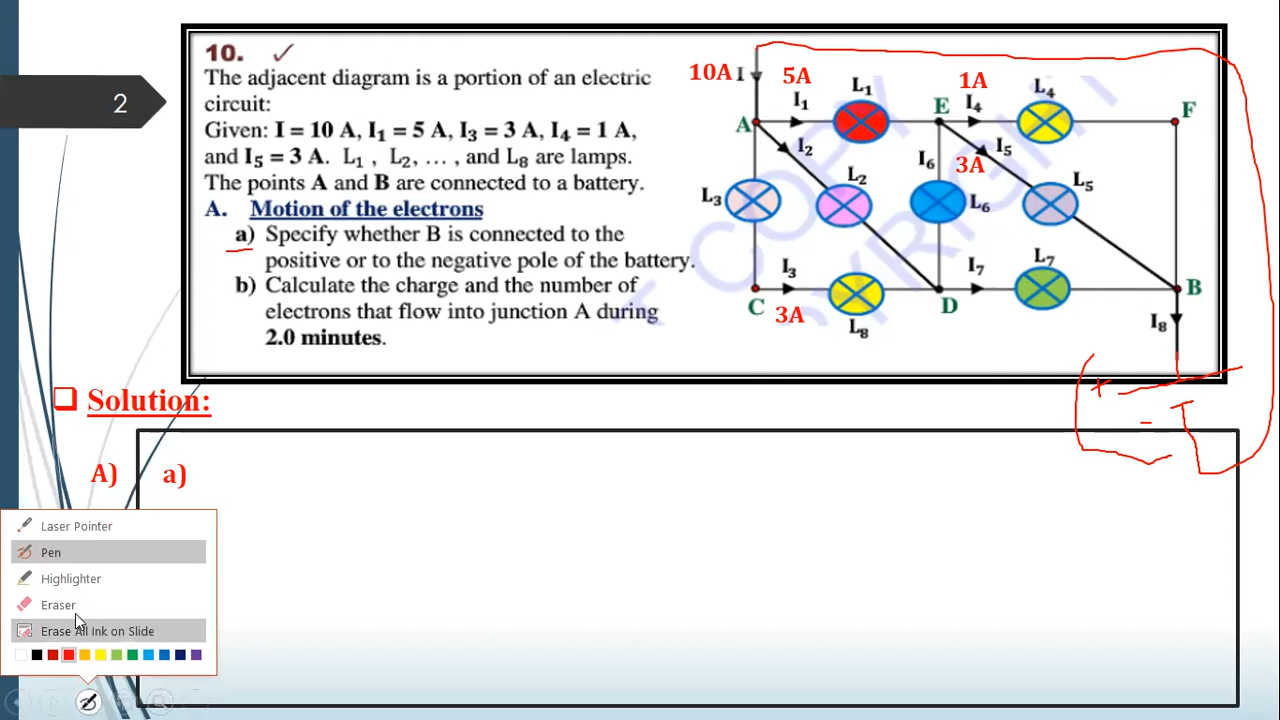 2
10.
The adjacent diagram is a portion of an electric
circuit:
Given: I = 10 A, I₁ = 5 A, I₃ = 3 A, I₄ = 1 A,
and I₅ = 3 A. L₁ , L₂, … , and L₈ are lamps.
The points A and B are connected to a battery.
A. Motion of the electrons
a) Specify whether B is connected to the
positive or to the negative pole of the battery.
b) Calculate the charge and the number of
electrons that flow into junction A during
2.0 minutes.
10A I 5A L₁ 1A L₄
I₁ E I₄ F
A
I₂ I₆ 3A I₅
L₂ L₅
L₃ L₆
I₃ I₇ L₇
B
C 3A L₈ D I₈
+
-
Solution:
A) a)
Laser Pointer
Pen
Highlighter
Eraser
Erase All Ink on Slide